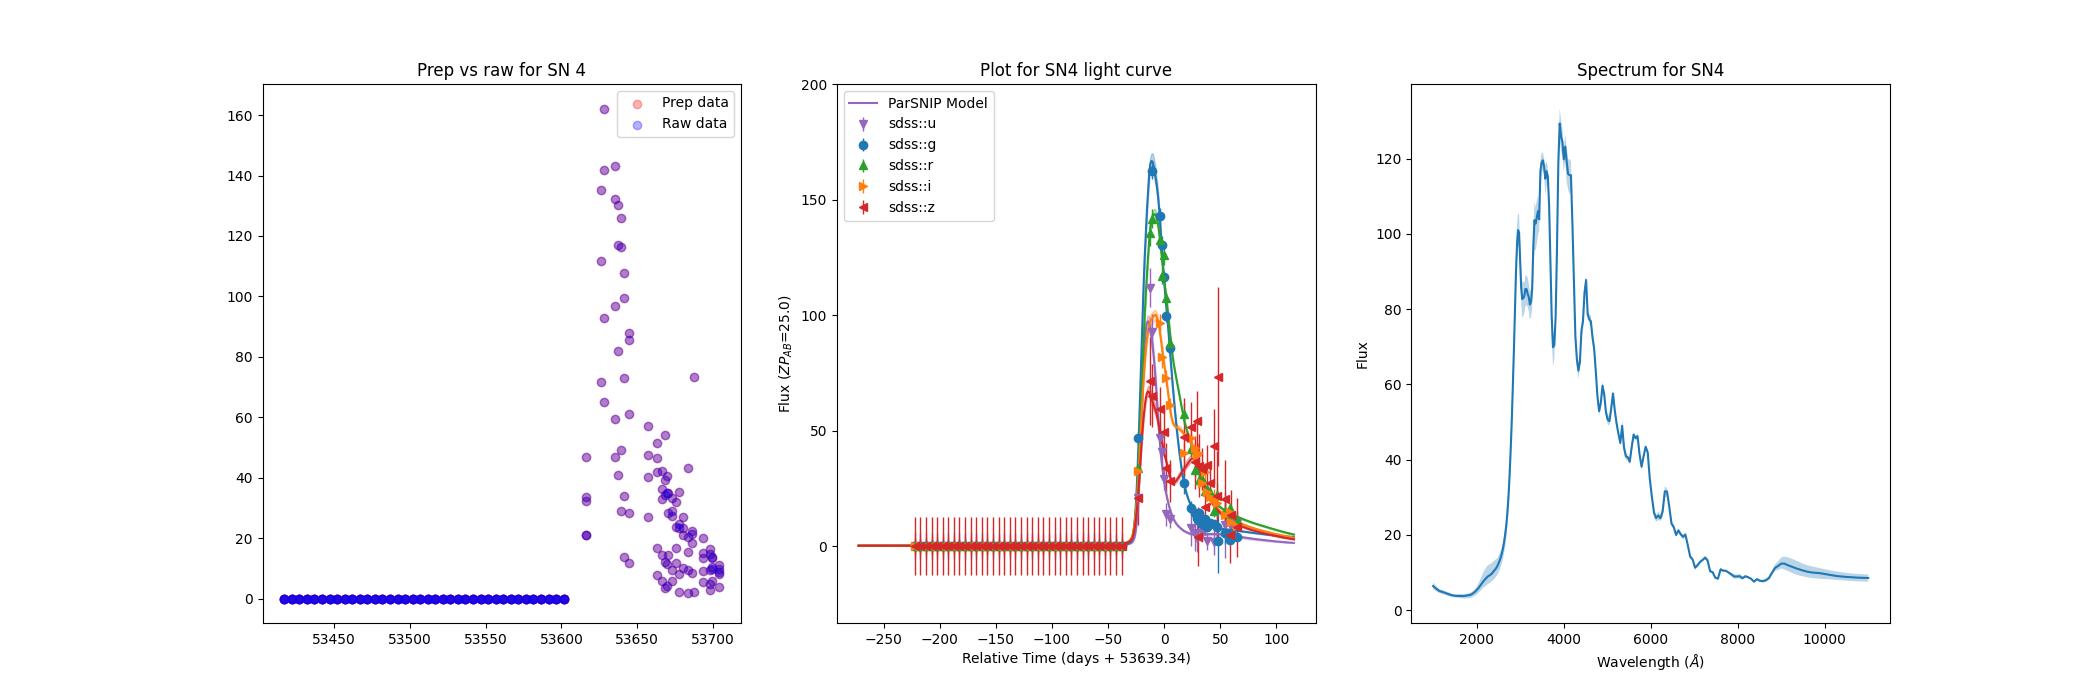 Prep vs raw for SN 4
Prep data
Raw data
160
140
120
100
80
60
40
20
0
53450
53500
53550
53600
53650
53700
Plot for SN4 light curve
ParSNIP Model
sdss::u
sdss::g
sdss::r
sdss::i
sdss::z
Flux (ZP_AB=25.0)
200
150
100
50
0
−250
−200
−150
−100
−50
0
50
100
Relative Time (days + 53639.34)
Spectrum for SN4
Flux
120
100
80
60
40
20
0
2000
4000
6000
8000
10000
Wavelength (Å)